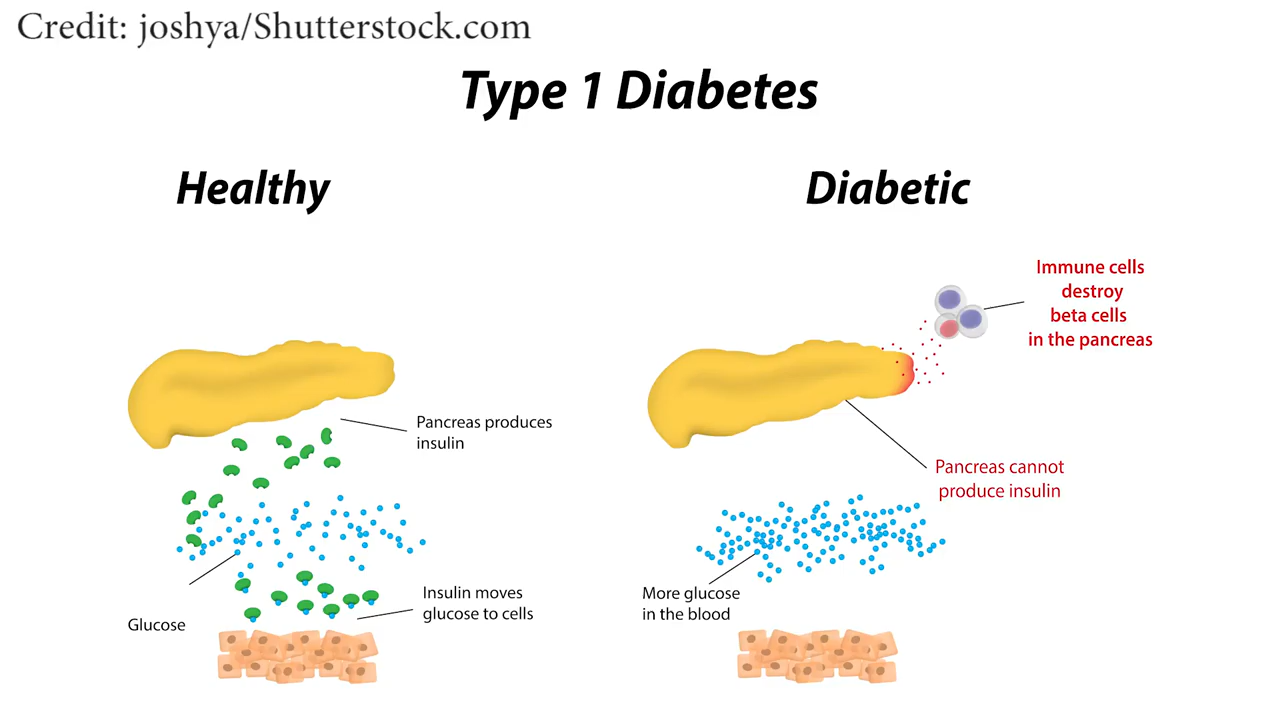 Credit: joshya/Shutterstock.com
Type 1 Diabetes
Healthy
Pancreas produces
insulin
Glucose
Insulin moves
glucose to cells
Diabetic
Immune cells
destroy
beta cells
in the pancreas
Pancreas cannot
produce insulin
More glucose
in the blood